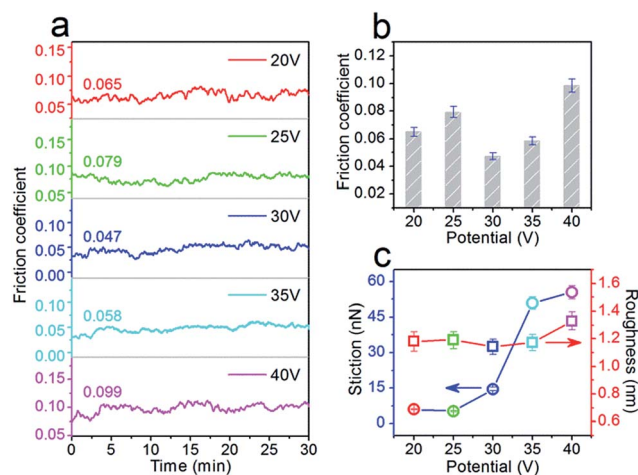 a
Friction coefficient
0.15
0.10
0.05
0.065
20V
0.15
0.10
0.05
0.079
25V
0.10
0.05
0.00
0.047
30V
0.10
0.05
0.00
0.058
35V
0.15
0.10
0.05
0.099
40V
0 5 10 15 20 25 30
Time (min)
b
Friction coefficient
0.12
0.10
0.08
0.06
0.04
0.02
20 25 30 35 40
Potential (V)
c
Stiction (nN)
60
45
30
15
0
1.6
1.4
1.2
1.0
0.8
0.6
Roughness (nm)
20 25 30 35 40
Potential (V)